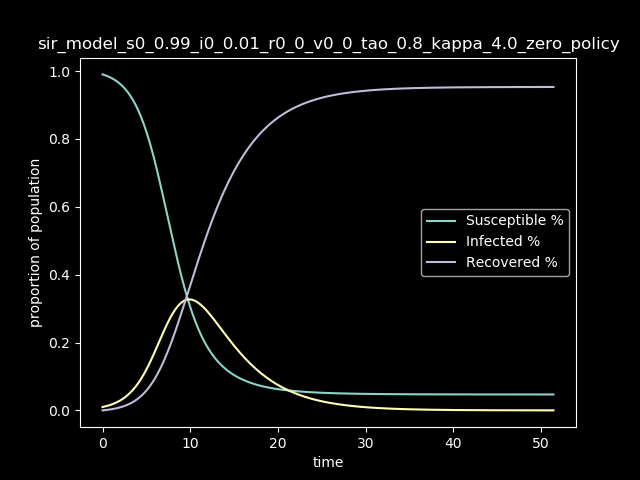 sir_model_s0_0.99_i0_0.01_r0_0_v0_0_tao_0.8_kappa_4.0_zero_policy
1.0
0.8
0.6
0.4
0.2
0.0
proportion of population
Susceptible %
Infected %
Recovered %
0 10 20 30 40 50
time